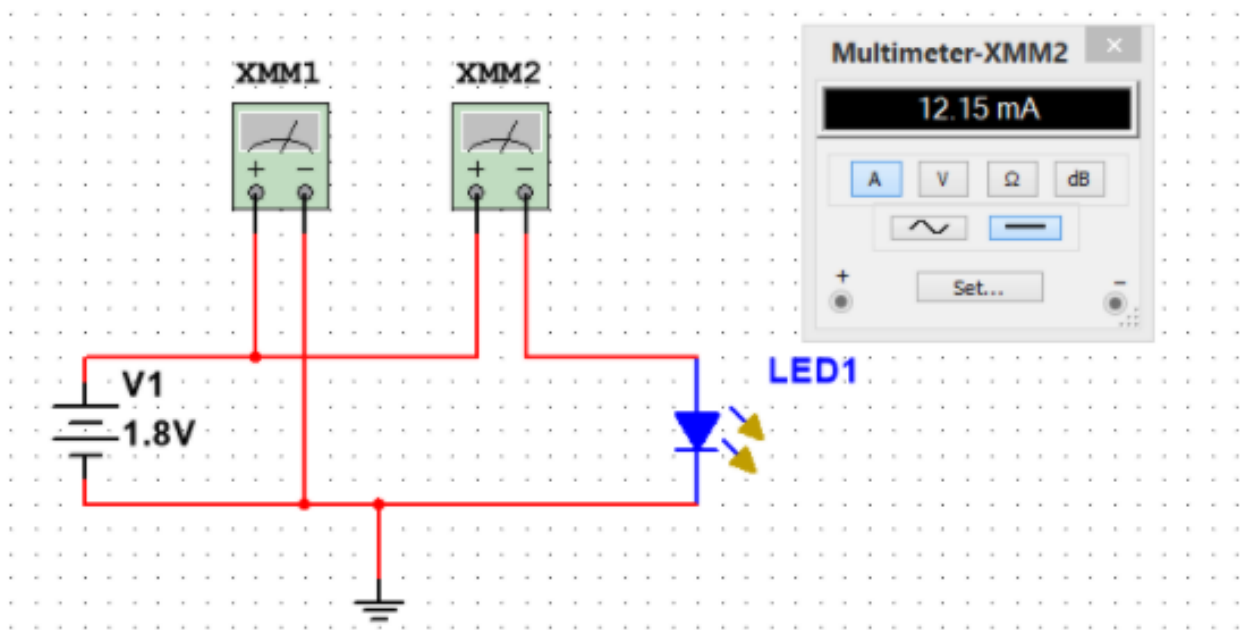 XMM1
XMM2
+ −
+ −
V1
1.8V
LED1
Multimeter-XMM2
12.15 mA
A V Ω dB
+ −
Set...